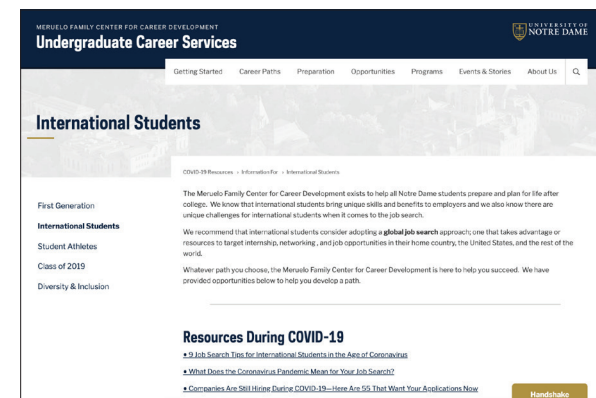 MERUELO FAMILY CENTER FOR CAREER DEVELOPMENT
Undergraduate Career Services
UNIVERSITY OF
NOTRE DAME
Getting Started Career Paths Preparation Opportunities Programs Events & Stories About Us
International Students
COVID-19 Resources › Information For › International Students
First Generation
International Students
Student Athletes
Class of 2019
Diversity & Inclusion
The Meruelo Family Center for Career Development exists to help all Notre Dame students prepare and plan for life after
college. We know that international students bring unique skills and benefits to employers and we also know there are
unique challenges for international students when it comes to the job search.
We recommend that international students consider adopting a global job search approach; one that takes advantage or
resources to target internship, networking , and job opportunities in their home country, the United States, and the rest of the
world.
Whatever path you choose, the Meruelo Family Center for Career Development is here to help you succeed. We have
provided opportunities below to help you develop a path.
Resources During COVID-19
• 9 Job Search Tips for International Students in the Age of Coronavirus
• What Does the Coronavirus Pandemic Mean for Your Job Search?
• Companies Are Still Hiring During COVID-19—Here Are 55 That Want Your Applications Now
Handshake